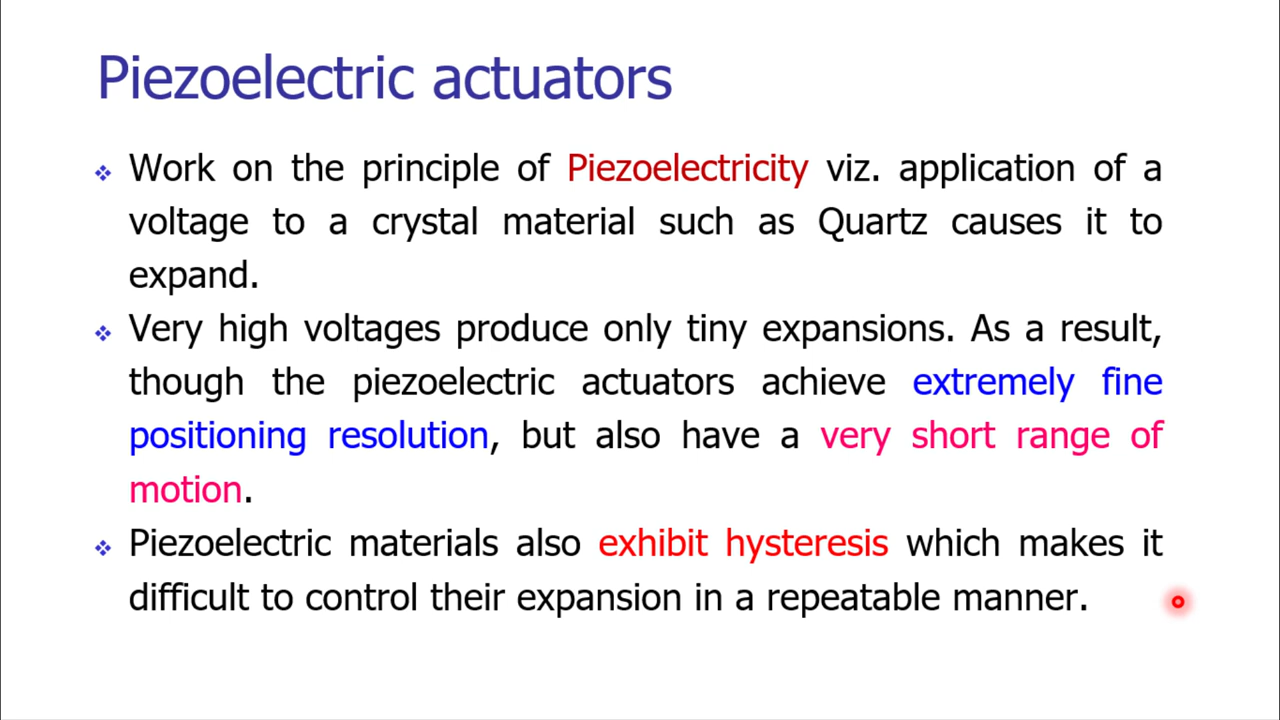 Piezoelectric actuators
❖ Work on the principle of Piezoelectricity viz. application of a
voltage to a crystal material such as Quartz causes it to
expand.
❖ Very high voltages produce only tiny expansions. As a result,
though the piezoelectric actuators achieve extremely fine
positioning resolution, but also have a very short range of
motion.
❖ Piezoelectric materials also exhibit hysteresis which makes it
difficult to control their expansion in a repeatable manner.